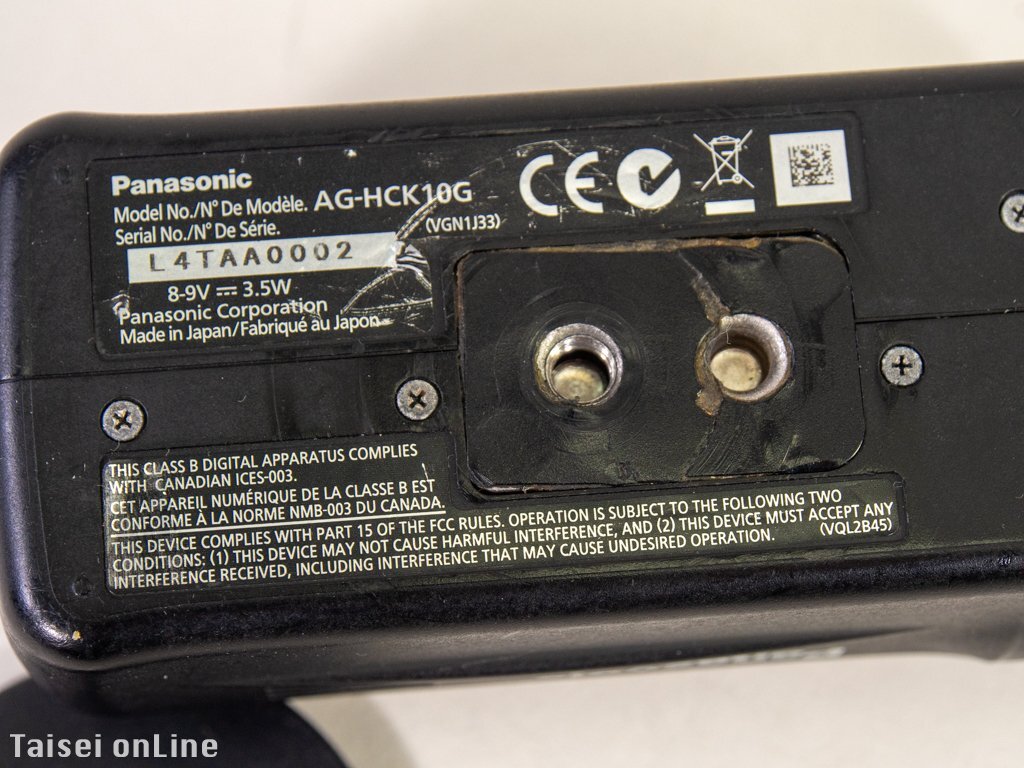 Panasonic
Model No./N° De Modèle. AG-HCK10G
Serial No./N° De Série. (VGN1J33)
L4TAA0002
8-9V ⎓ 3.5W
Panasonic Corporation
Made in Japan/Fabriqué au Japon
CE
THIS CLASS B DIGITAL APPARATUS COMPLIES
WITH CANADIAN ICES-003.
CET APPAREIL NUMÉRIQUE DE LA CLASSE B EST
CONFORME À LA NORME NMB-003 DU CANADA.
THIS DEVICE COMPLIES WITH PART 15 OF THE FCC RULES. OPERATION IS SUBJECT TO THE FOLLOWING TWO
CONDITIONS: (1) THIS DEVICE MAY NOT CAUSE HARMFUL INTERFERENCE, AND (2) THIS DEVICE MUST ACCEPT ANY
INTERFERENCE RECEIVED, INCLUDING INTERFERENCE THAT MAY CAUSE UNDESIRED OPERATION. (VQL2B45)
Taisei onLine